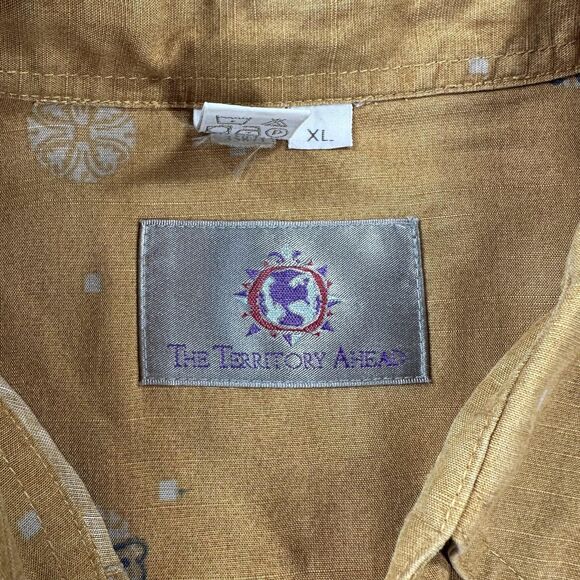 XL
THE TERRITORY AHEAD